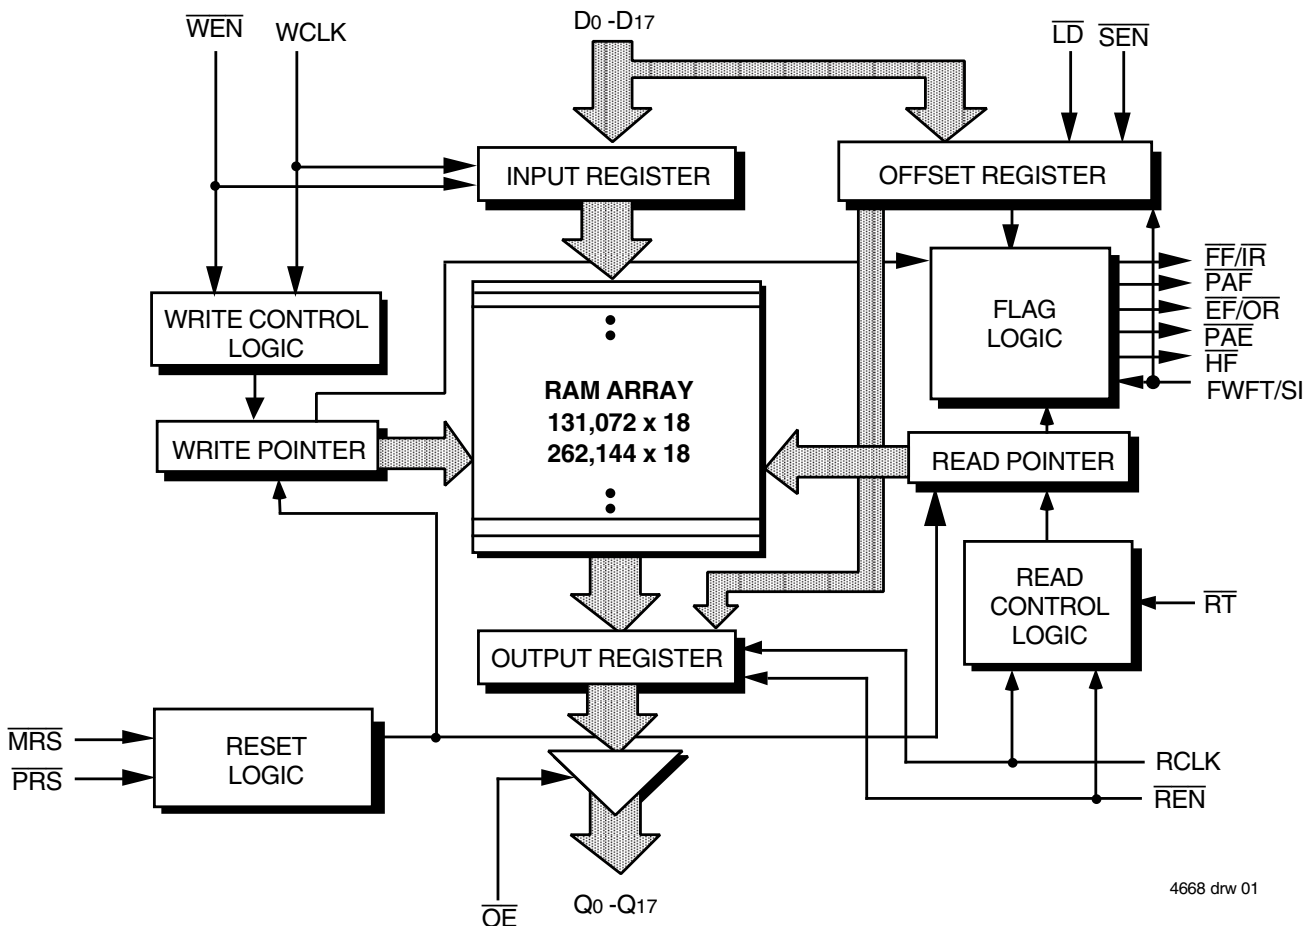 WEN WCLK D0 -D17 LD SEN
INPUT REGISTER
OFFSET REGISTER
WRITE CONTROL
LOGIC
FLAG
LOGIC
FF/IR
PAF
EF/OR
PAE
HF
FWFT/SI
RAM ARRAY
131,072 x 18
262,144 x 18
WRITE POINTER
READ POINTER
READ
CONTROL
LOGIC
RT
OUTPUT REGISTER
MRS
PRS
RESET
LOGIC
RCLK
REN
OE
Q0 -Q17
4668 drw 01